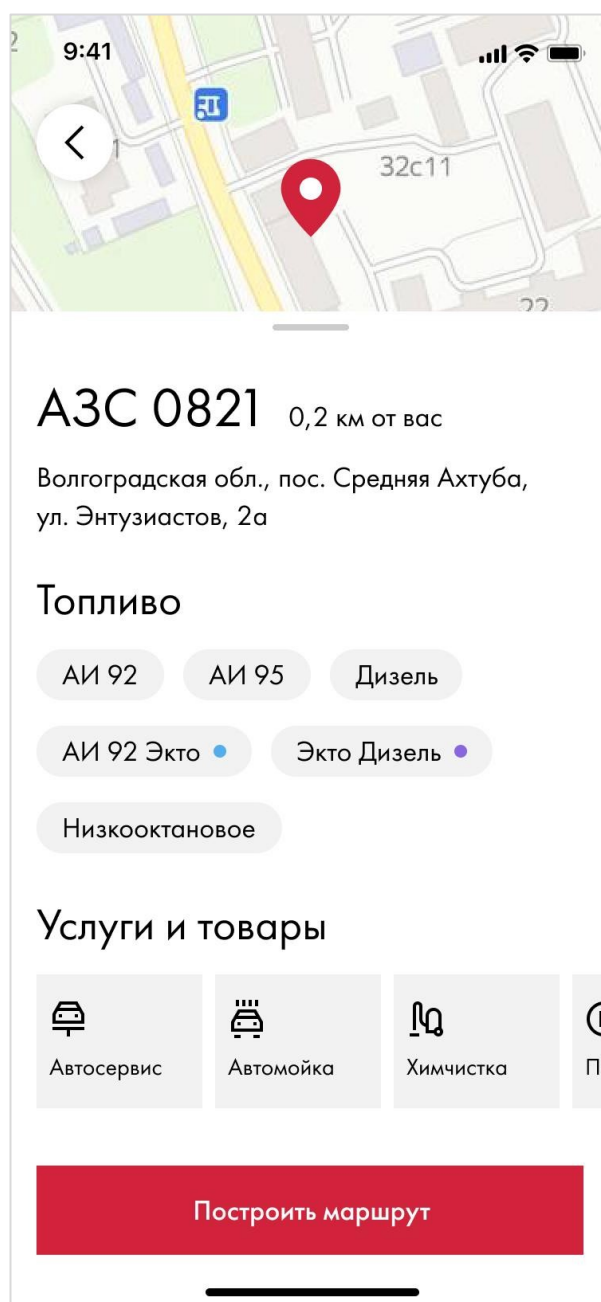 9:41
32с11
22
АЗС 0821 0,2 км от вас
Волгоградская обл., пос. Средняя Ахтуба,
ул. Энтузиастов, 2а
Топливо
АИ 92 АИ 95 Дизель
АИ 92 Экто Экто Дизель
Низкооктановое
Услуги и товары
Автосервис Автомойка Химчистка
Построить маршрут